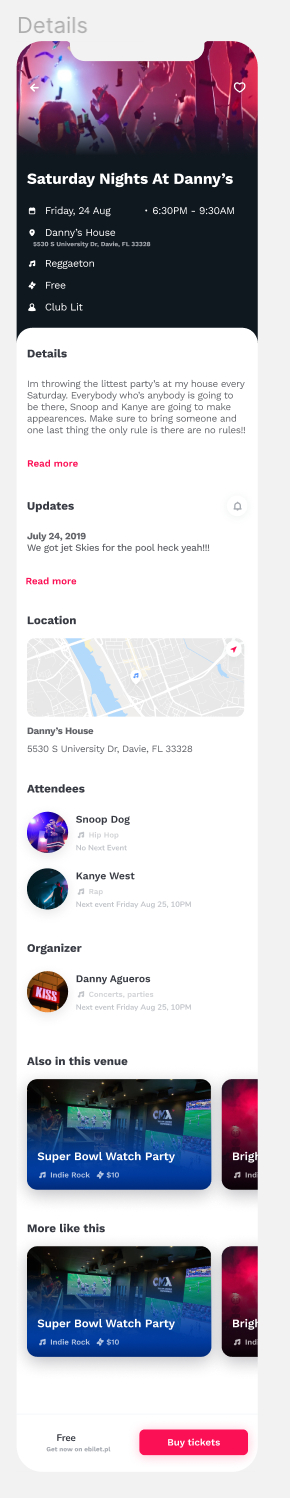 Details
Saturday Nights At Danny's
Friday, 24 Aug · 6:30PM - 9:30AM
Danny's House
5530 S University Dr, Davie, FL 33328
Reggaeton
Free
Club Lit
Details
Im throwing the littest party's at my house every
Saturday. Everybody who's anybody is going to
be there, Snoop and Kanye are going to make
appearences. Make sure to bring someone and
one last thing the only rule is there are no rules!!
Read more
Updates
July 24, 2019
We got jet Skies for the pool heck yeah!!!
Read more
Location
Danny's House
5530 S University Dr, Davie, FL 33328
Attendees
Snoop Dog
Hip Hop
No Next Event
Kanye West
Rap
Next event Friday Aug 25, 10PM
Organizer
KISS
Danny Agueros
Concerts, parties
Next event Friday Aug 25, 10PM
Also in this venue
CMA
Super Bowl Watch Party
Indie Rock $10
Brigh
Indi
More like this
CMA
Super Bowl Watch Party
Indie Rock $10
Brigh
Indi
Free
Get now on ebilet.pl
Buy tickets